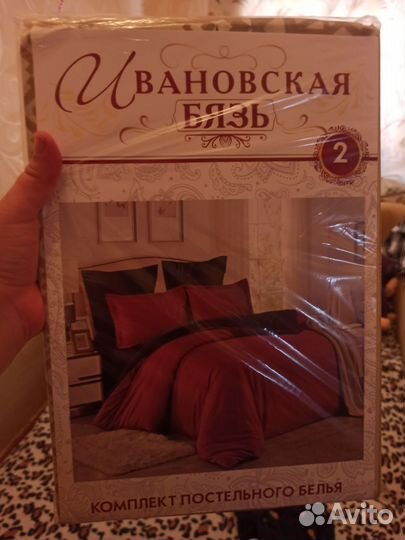 ИВАНОВСКАЯ
БЯЗЬ
2
КОМПЛЕКТ ПОСТЕЛЬНОГО БЕЛЬЯ
Avito